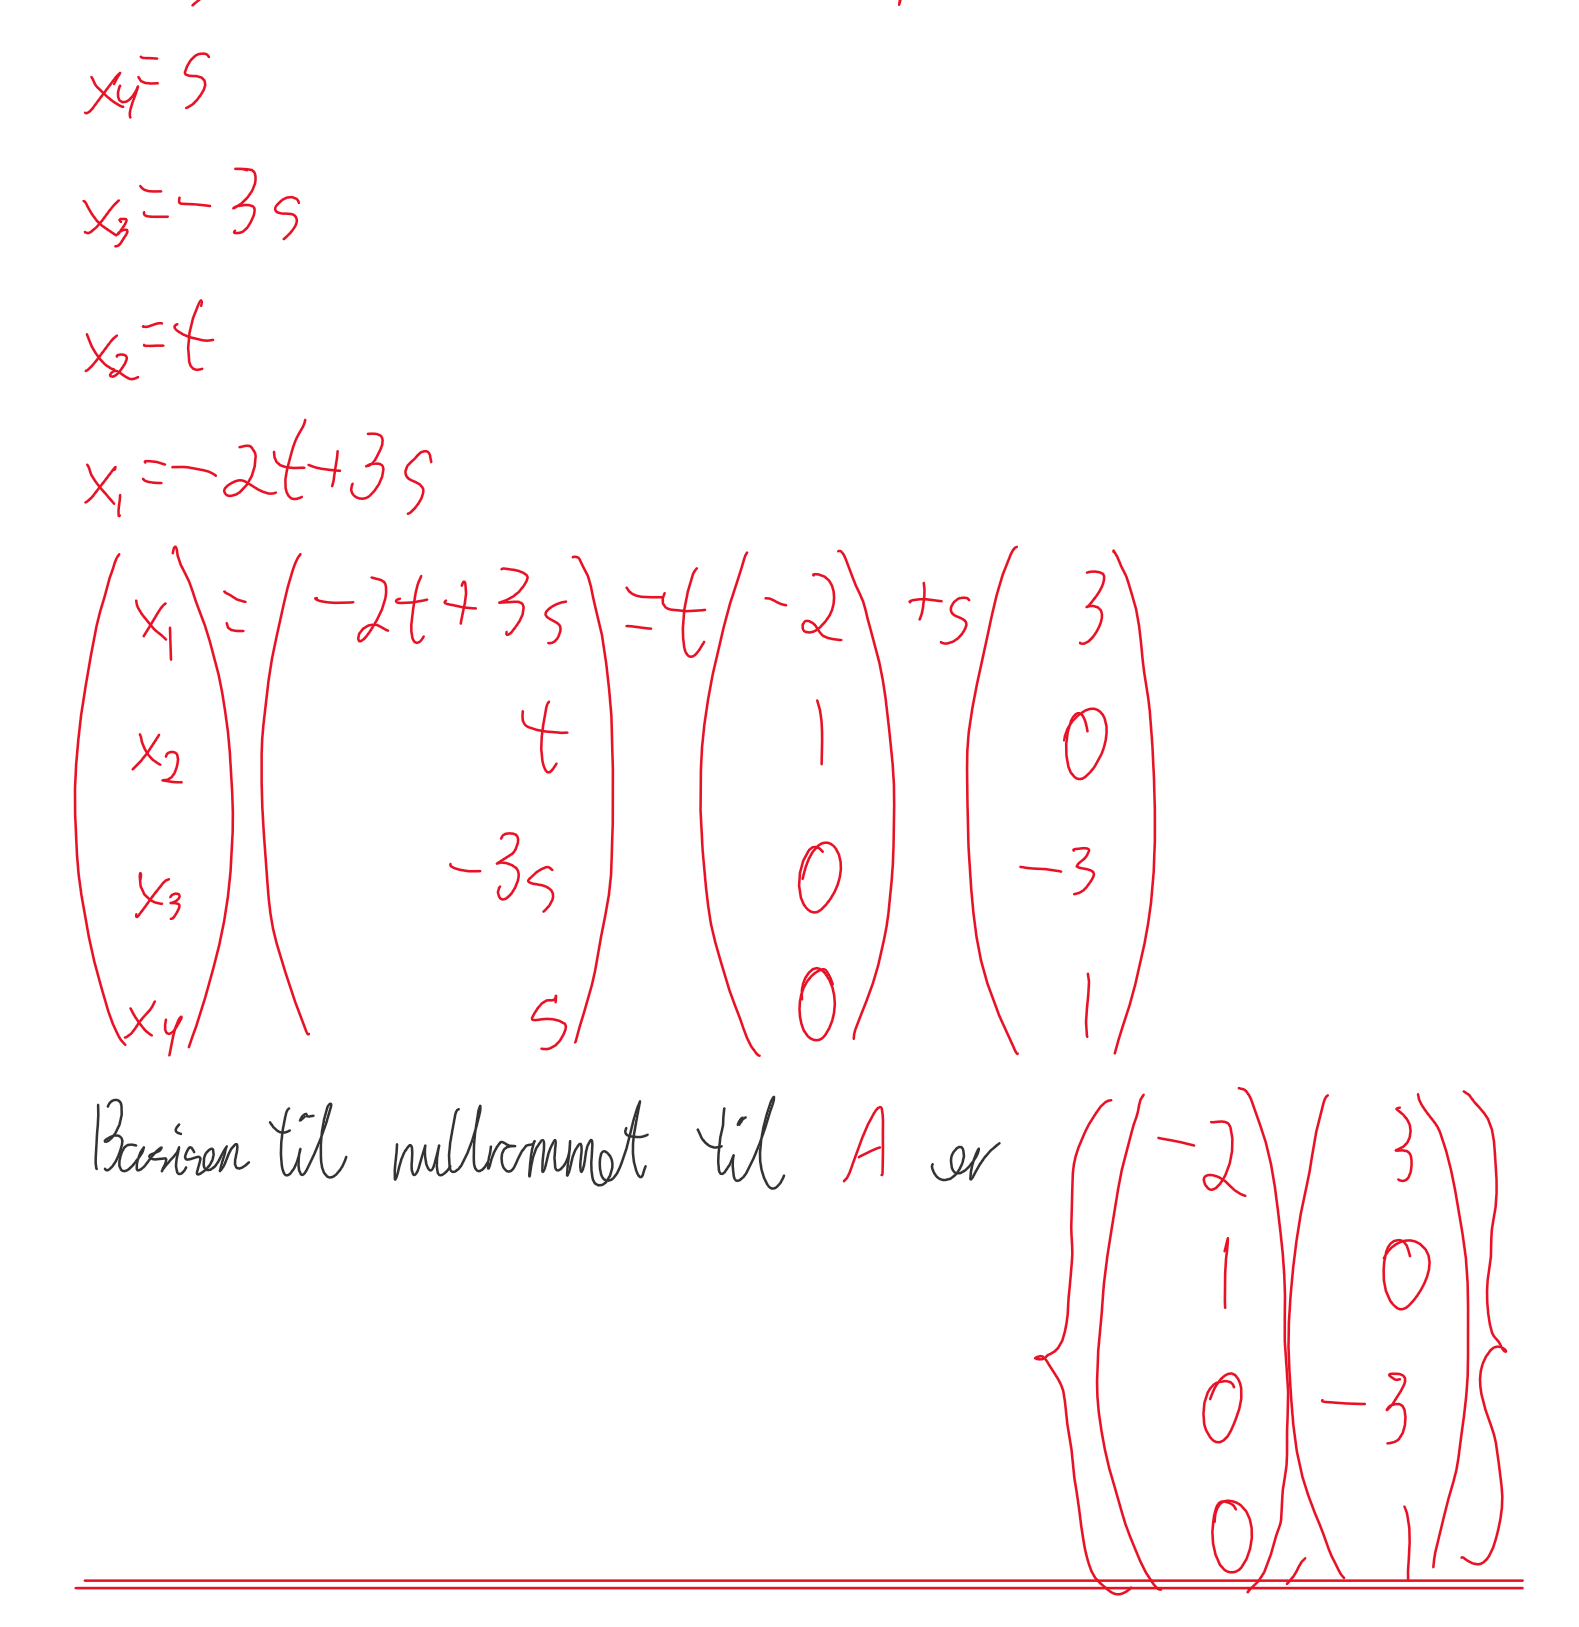 x₄ = s
x₃ = -3s
x₂ = t
x₁ = -2t + 3s
(x₁ = (-2t + 3s) = t (-2) + s (3
x₂ t 1 0
x₃ -3s 0 -3
x₄) s 0 1)
Basisen til nullrommet til A er {(-2 1 0 0), (3 0 -3 1)}